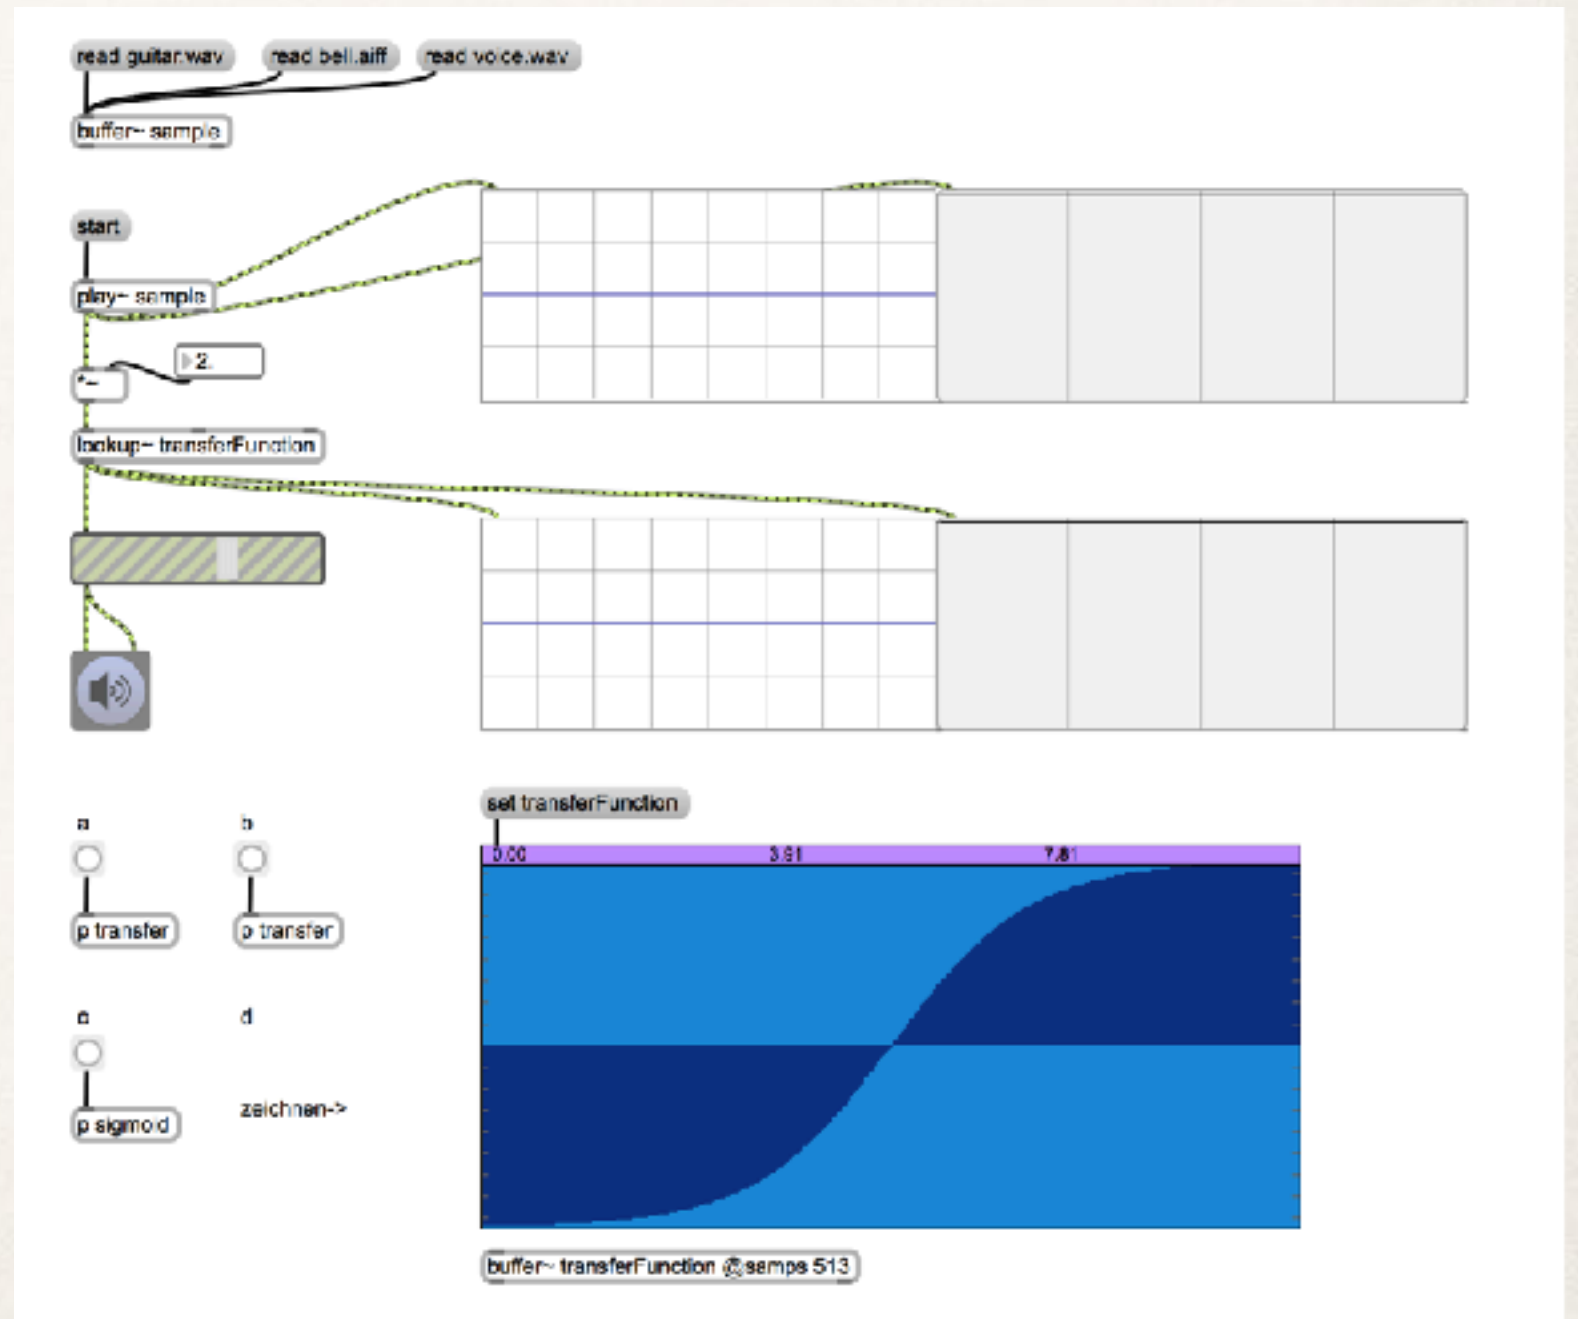 read guitar.wav
read bell.aiff
read voice.wav
buffer~ sample
start
play~ sample
2.
*~
lookup~ transferFunction
set transferFunction
0.00
3.91
7.81
a
b
p transfer
p transfer
c
d
zeichnen->
p sigmoid
buffer~ transferFunction @samps 513